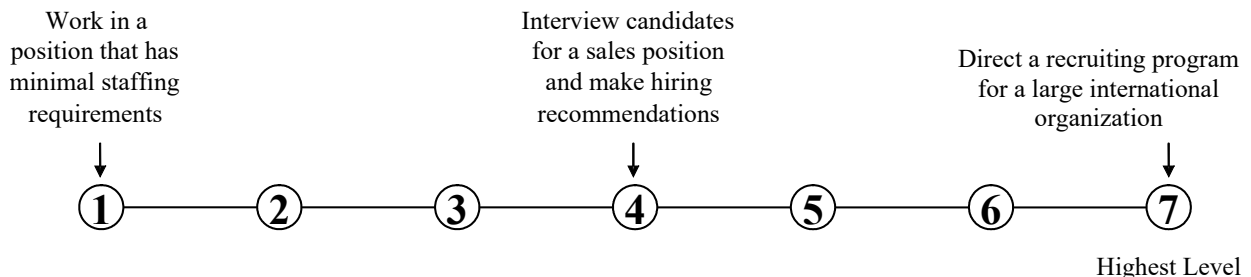 Work in a
position that has
minimal staffing
requirements
Interview candidates
for a sales position
and make hiring
recommendations
Direct a recruiting program
for a large international
organization
1
2
3
4
5
6
7
Highest Level